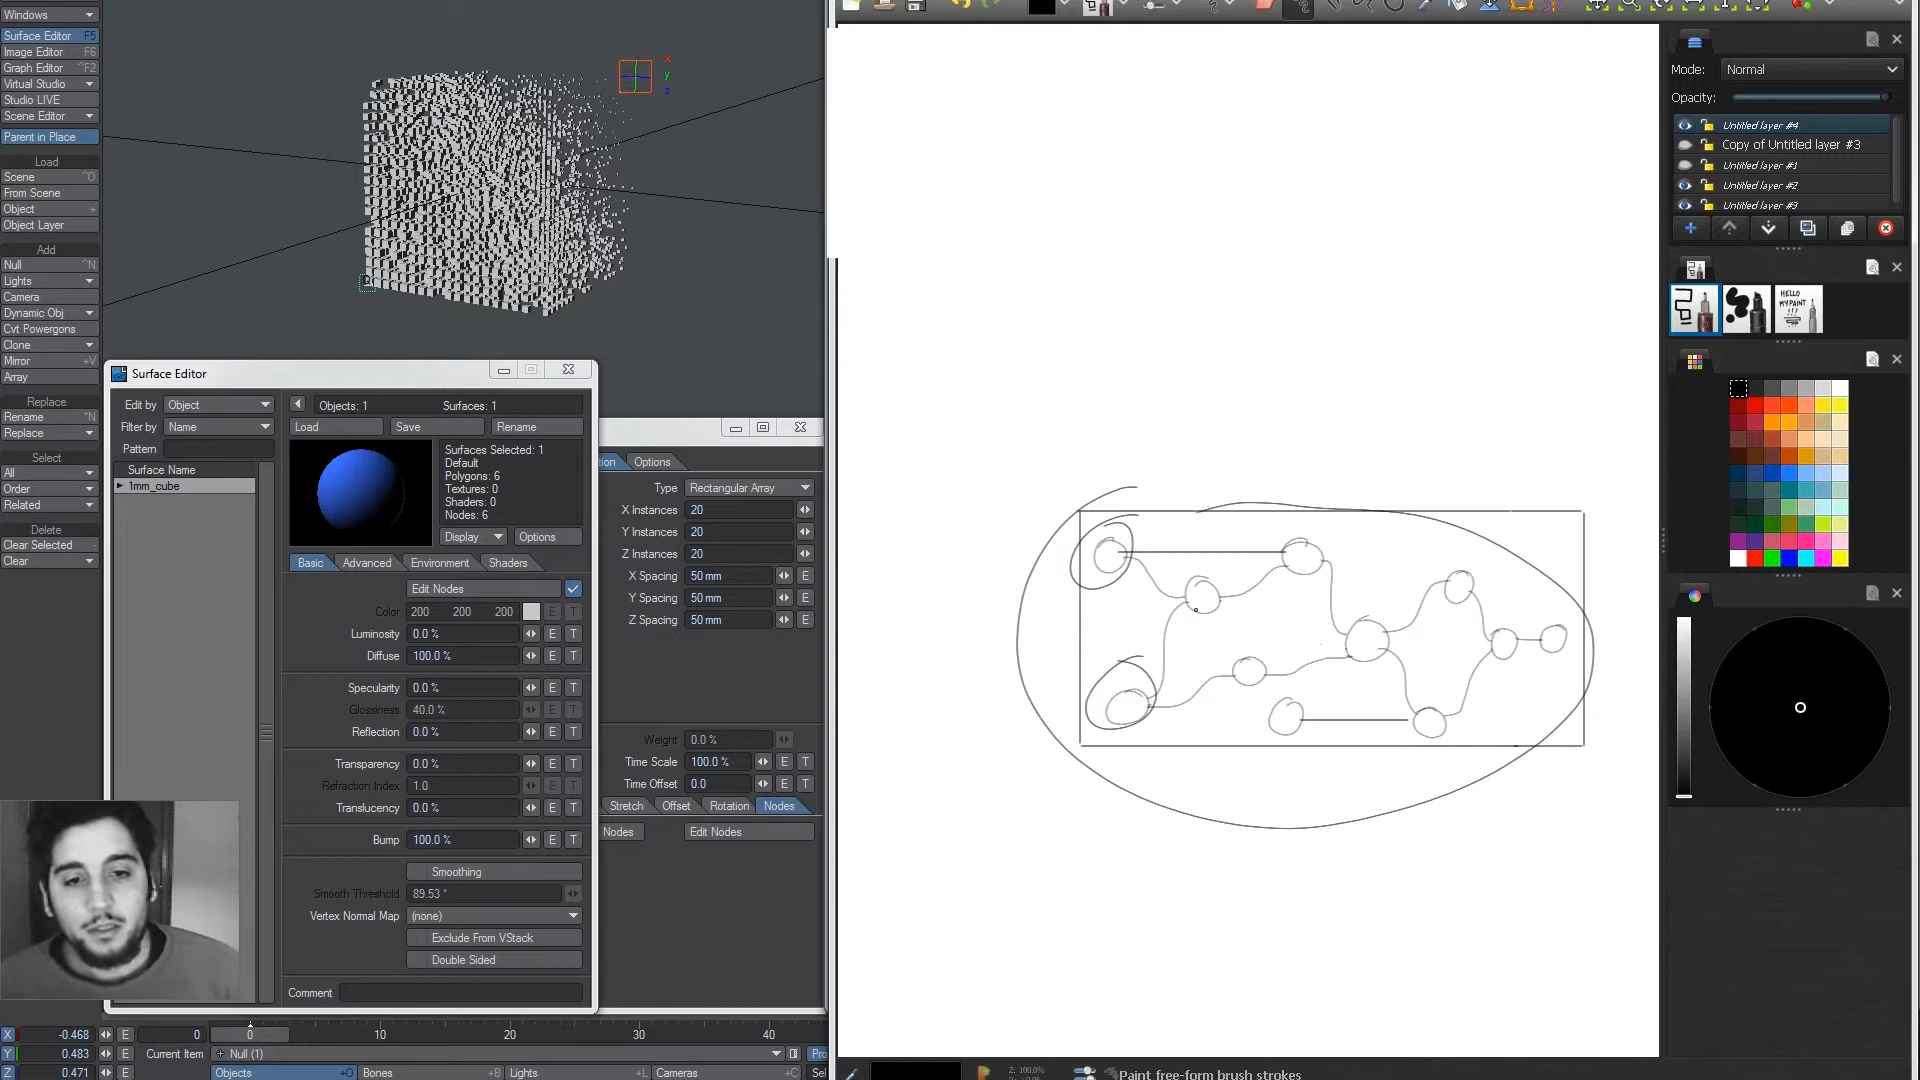 Windows
Surface Editor F5
Image Editor F6
Graph Editor ^F2
Virtual Studio
Studio LIVE
Scene Editor
Parent in Place
Load
Scene ^O
From Scene
Object +
Object Layer
Add
Null ^N
Lights
Camera
Dynamic Obj
Cvt Powergons
Clone
Mirror +V
Array
Replace
Rename ^N
Replace
Select
All
Order
Related
Delete
Clear Selected -
Clear
x
y
z
Surface Editor
Edit by Object
Filter by Name
Pattern
Surface Name
1mm_cube
Objects: 1 Surfaces: 1
Load Save Rename
Surfaces Selected: 1
Default
Polygons: 6
Textures: 0
Shaders: 0
Nodes: 6
Display Options
Basic Advanced Environment Shaders
Edit Nodes
Color 200 200 200 E T
Luminosity 0.0 % E T
Diffuse 100.0 % E T
Specularity 0.0 % E T
Glossiness 40.0 % E T
Reflection 0.0 % E T
Transparency 0.0 % E T
Refraction Index 1.0 E T
Translucency 0.0 % E T
Bump 100.0 % E T
Smoothing
Smooth Threshold 89.53 °
Vertex Normal Map (none)
Exclude From VStack
Double Sided
Comment
Options
Type Rectangular Array
X Instances 20
Y Instances 20
Z Instances 20
X Spacing 50 mm E
Y Spacing 50 mm E
Z Spacing 50 mm E
Weight 0.0 %
Time Scale 100.0 % E T
Time Offset 0.0 E T
Stretch Offset Rotation Nodes
Nodes Edit Nodes
X -0.468 E 0 0 10 20 30 40
Y 0.483 E Current Item Null (1)
Z 0.471 E Objects +O Bones +B Lights +L Cameras +C
Mode: Normal
Opacity:
Untitled layer #4
Copy of Untitled layer #3
Untitled layer #1
Untitled layer #2
Untitled layer #3
HELLO
MYPAINT
!!!
Z: 100.0%
Paint free-form brush strokes